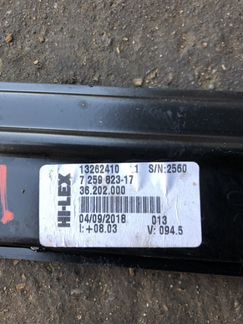 HI-LEX
13262410 1 S/N:2560
7 259 823-17
36.202.000
04/09/2018 013
I:+08.03 V: 094.5